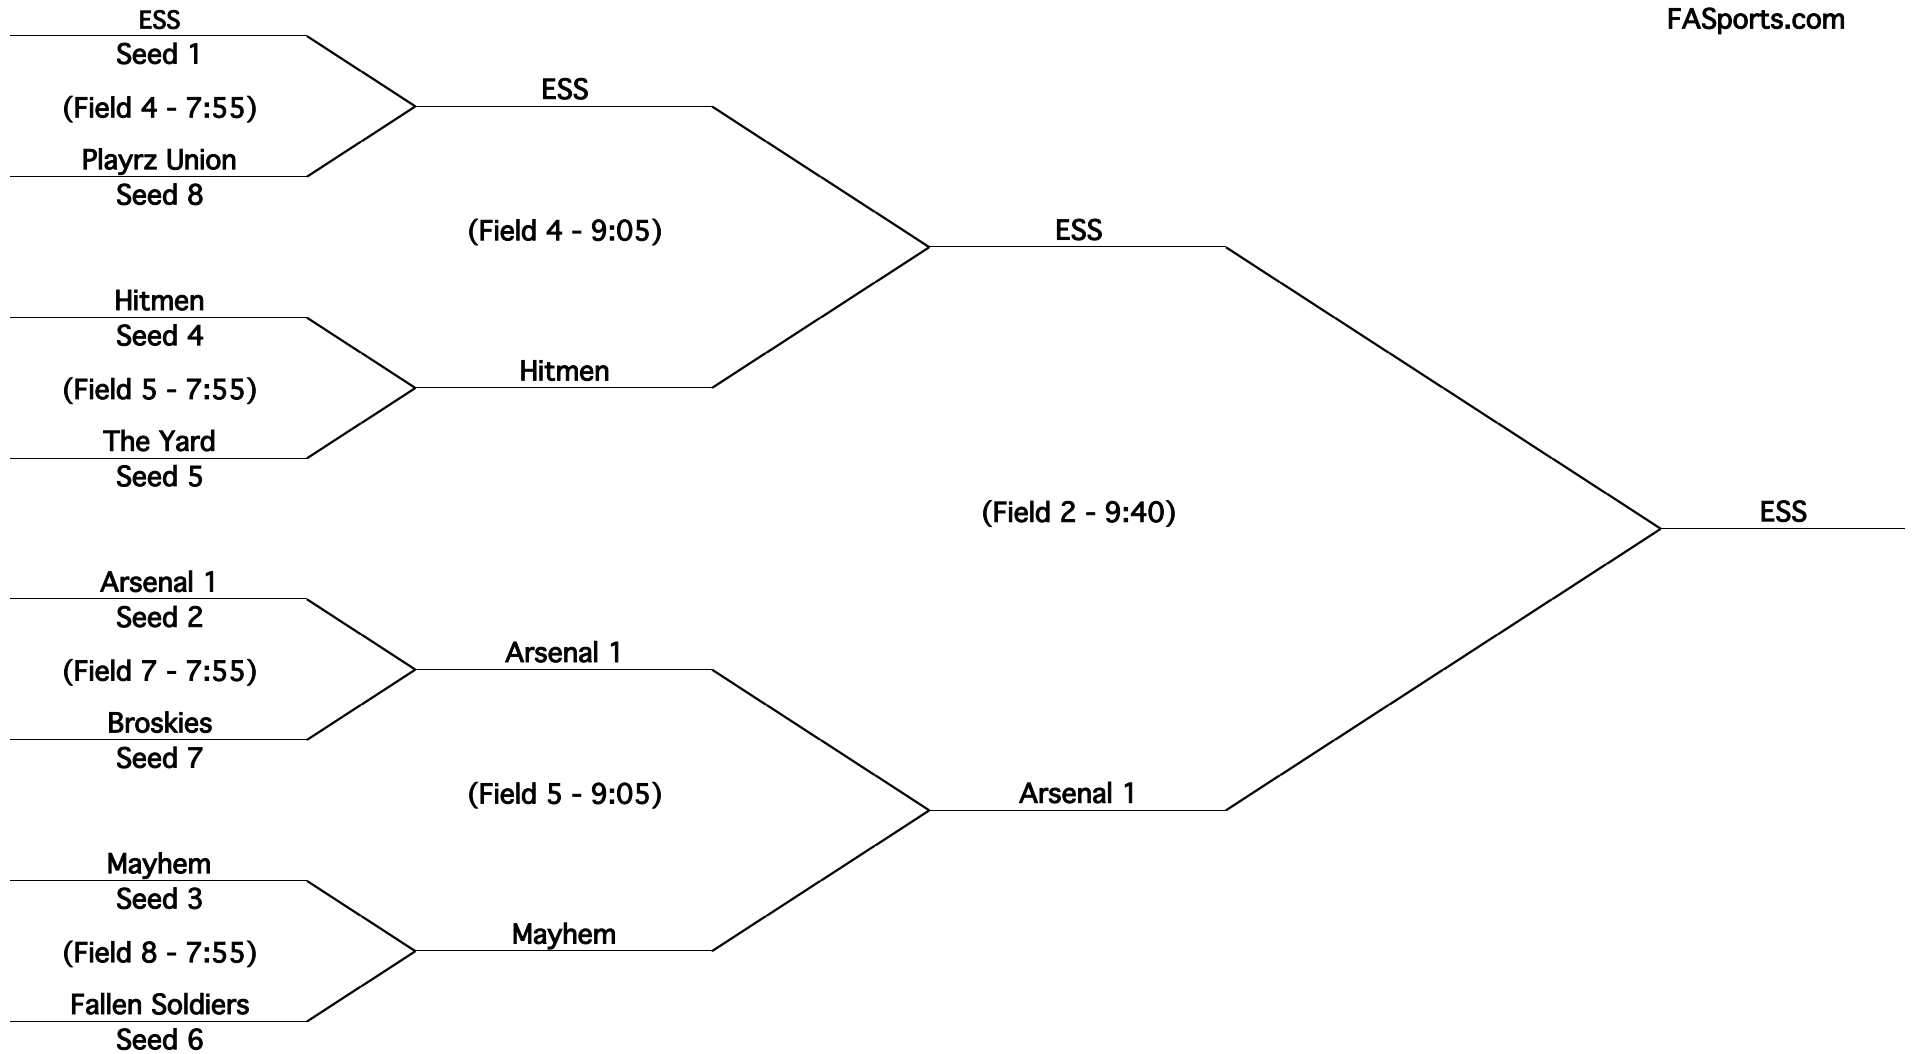 FASports.com
ESS
Seed 1
(Field 4 - 7:55)
Playrz Union
Seed 8
Hitmen
Seed 4
(Field 5 - 7:55)
The Yard
Seed 5
Arsenal 1
Seed 2
(Field 7 - 7:55)
Broskies
Seed 7
Mayhem
Seed 3
(Field 8 - 7:55)
Fallen Soldiers
Seed 6
ESS
(Field 4 - 9:05)
Hitmen
Arsenal 1
(Field 5 - 9:05)
Mayhem
ESS
(Field 2 - 9:40)
Arsenal 1
ESS